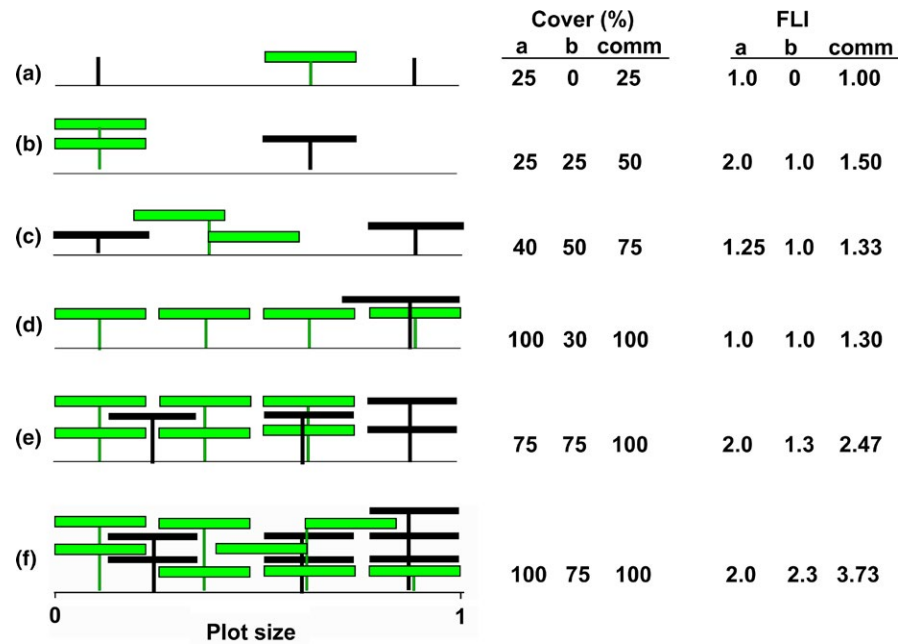 Cover (%) FLI
a b comm a b comm
(a) 25 0 25 1.0 0 1.00
(b) 25 25 50 2.0 1.0 1.50
(c) 40 50 75 1.25 1.0 1.33
(d) 100 30 100 1.0 1.0 1.30
(e) 75 75 100 2.0 1.3 2.47
(f) 100 75 100 2.0 2.3 3.73
0 1
Plot size